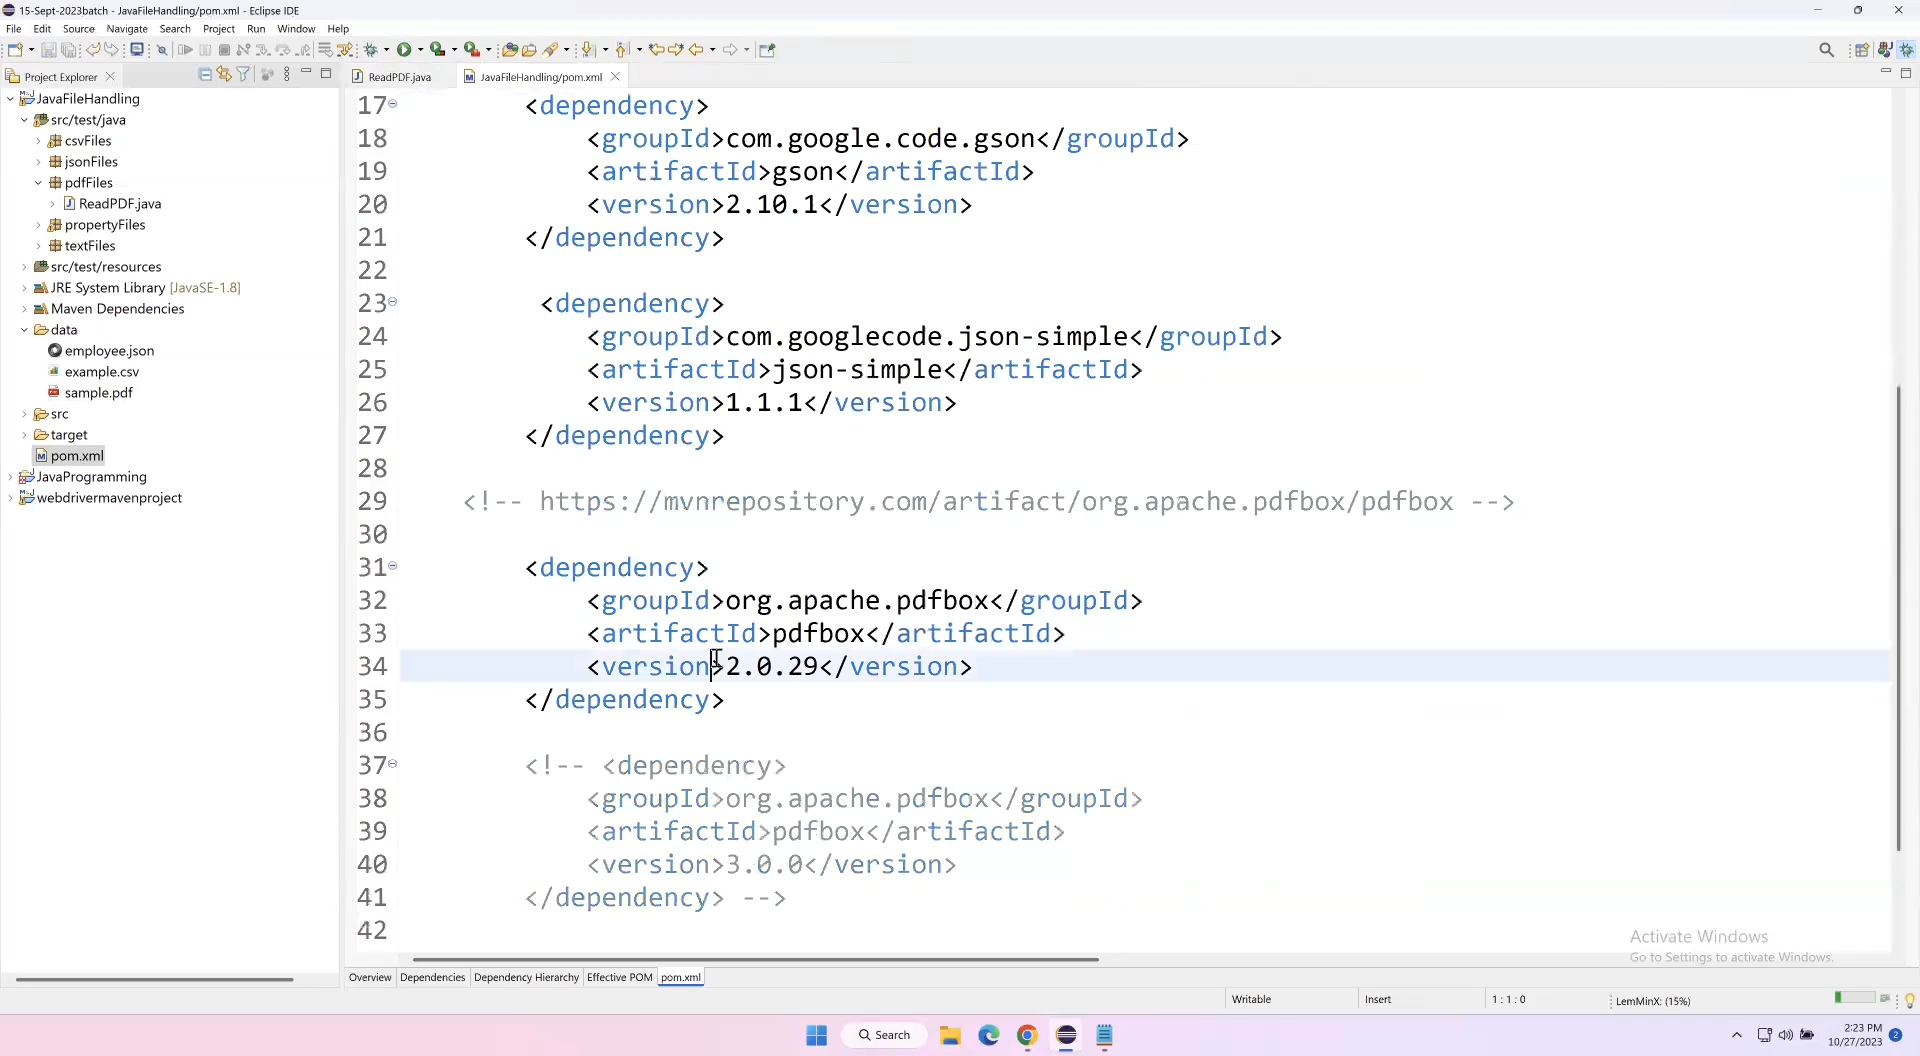 15-Sept-2023batch - JavaFileHandling/pom.xml - Eclipse IDE
File Edit Source Navigate Search Project Run Window Help
Project Explorer
JavaFileHandling
src/test/java
csvFiles
jsonFiles
pdfFiles
ReadPDF.java
propertyFiles
textFiles
src/test/resources
JRE System Library [JavaSE-1.8]
Maven Dependencies
data
employee.json
example.csv
sample.pdf
src
target
pom.xml
JavaProgramming
webdrivermavenproject
ReadPDF.java JavaFileHandling/pom.xml
17 <dependency>
18 <groupId>com.google.code.gson</groupId>
19 <artifactId>gson</artifactId>
20 <version>2.10.1</version>
21 </dependency>
22
23 <dependency>
24 <groupId>com.googlecode.json-simple</groupId>
25 <artifactId>json-simple</artifactId>
26 <version>1.1.1</version>
27 </dependency>
28
29 <!-- https://mvnrepository.com/artifact/org.apache.pdfbox/pdfbox -->
30
31 <dependency>
32 <groupId>org.apache.pdfbox</groupId>
33 <artifactId>pdfbox</artifactId>
34 <version>2.0.29</version>
35 </dependency>
36
37 <!-- <dependency>
38 <groupId>org.apache.pdfbox</groupId>
39 <artifactId>pdfbox</artifactId>
40 <version>3.0.0</version>
41 </dependency> -->
42
Activate Windows
Go to Settings to activate Windows.
Overview Dependencies Dependency Hierarchy Effective POM pom.xml
Writable Insert 1:1:0 LemMinX: (15%)
Search
2:23 PM
10/27/2023
2